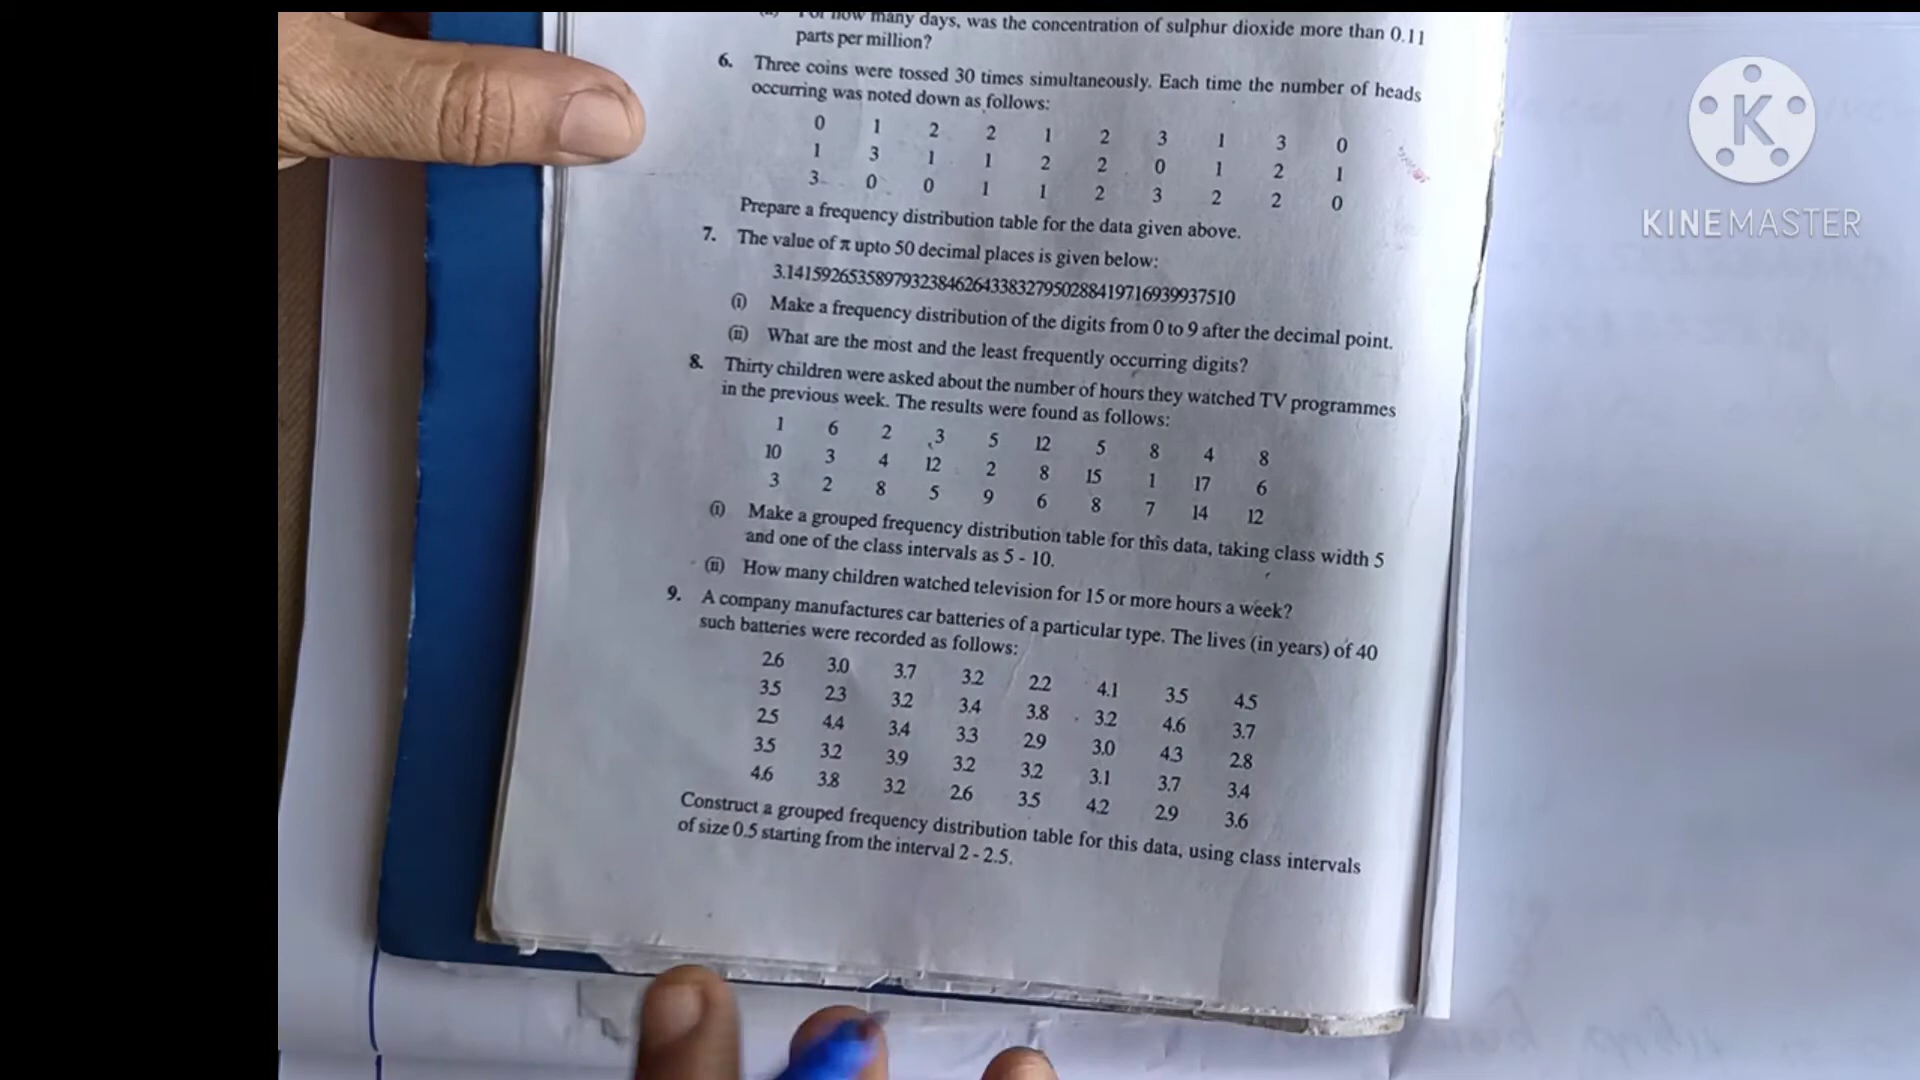 For how many days, was the concentration of sulphur dioxide more than 0.11
parts per million?
6. Three coins were tossed 30 times simultaneously. Each time the number of heads
occurring was noted down as follows:
0 1 2 2 1 2 3 1 3 0
1 3 1 1 2 2 0 1 2 1
3 0 0 1 1 2 3 2 2 0
Prepare a frequency distribution table for the data given above.
7. The value of π upto 50 decimal places is given below:
3.14159265358979323846264338327950288419716939937510
(i) Make a frequency distribution of the digits from 0 to 9 after the decimal point.
(ii) What are the most and the least frequently occurring digits?
8. Thirty children were asked about the number of hours they watched TV programmes
in the previous week. The results were found as follows:
1 6 2 3 5 12 5 8 4 8
10 3 4 12 2 8 15 1 17 6
3 2 8 5 9 6 8 7 14 12
(i) Make a grouped frequency distribution table for this data, taking class width 5
and one of the class intervals as 5 - 10.
(ii) How many children watched television for 15 or more hours a week?
9. A company manufactures car batteries of a particular type. The lives (in years) of 40
such batteries were recorded as follows:
2.6 3.0 3.7 3.2 2.2 4.1 3.5 4.5
3.5 2.3 3.2 3.4 3.8 3.2 4.6 3.7
2.5 4.4 3.4 3.3 2.9 3.0 4.3 2.8
3.5 3.2 3.9 3.2 3.2 3.1 3.7 3.4
4.6 3.8 3.2 2.6 3.5 4.2 2.9 3.6
Construct a grouped frequency distribution table for this data, using class intervals
of size 0.5 starting from the interval 2 - 2.5.
K
KINEMASTER